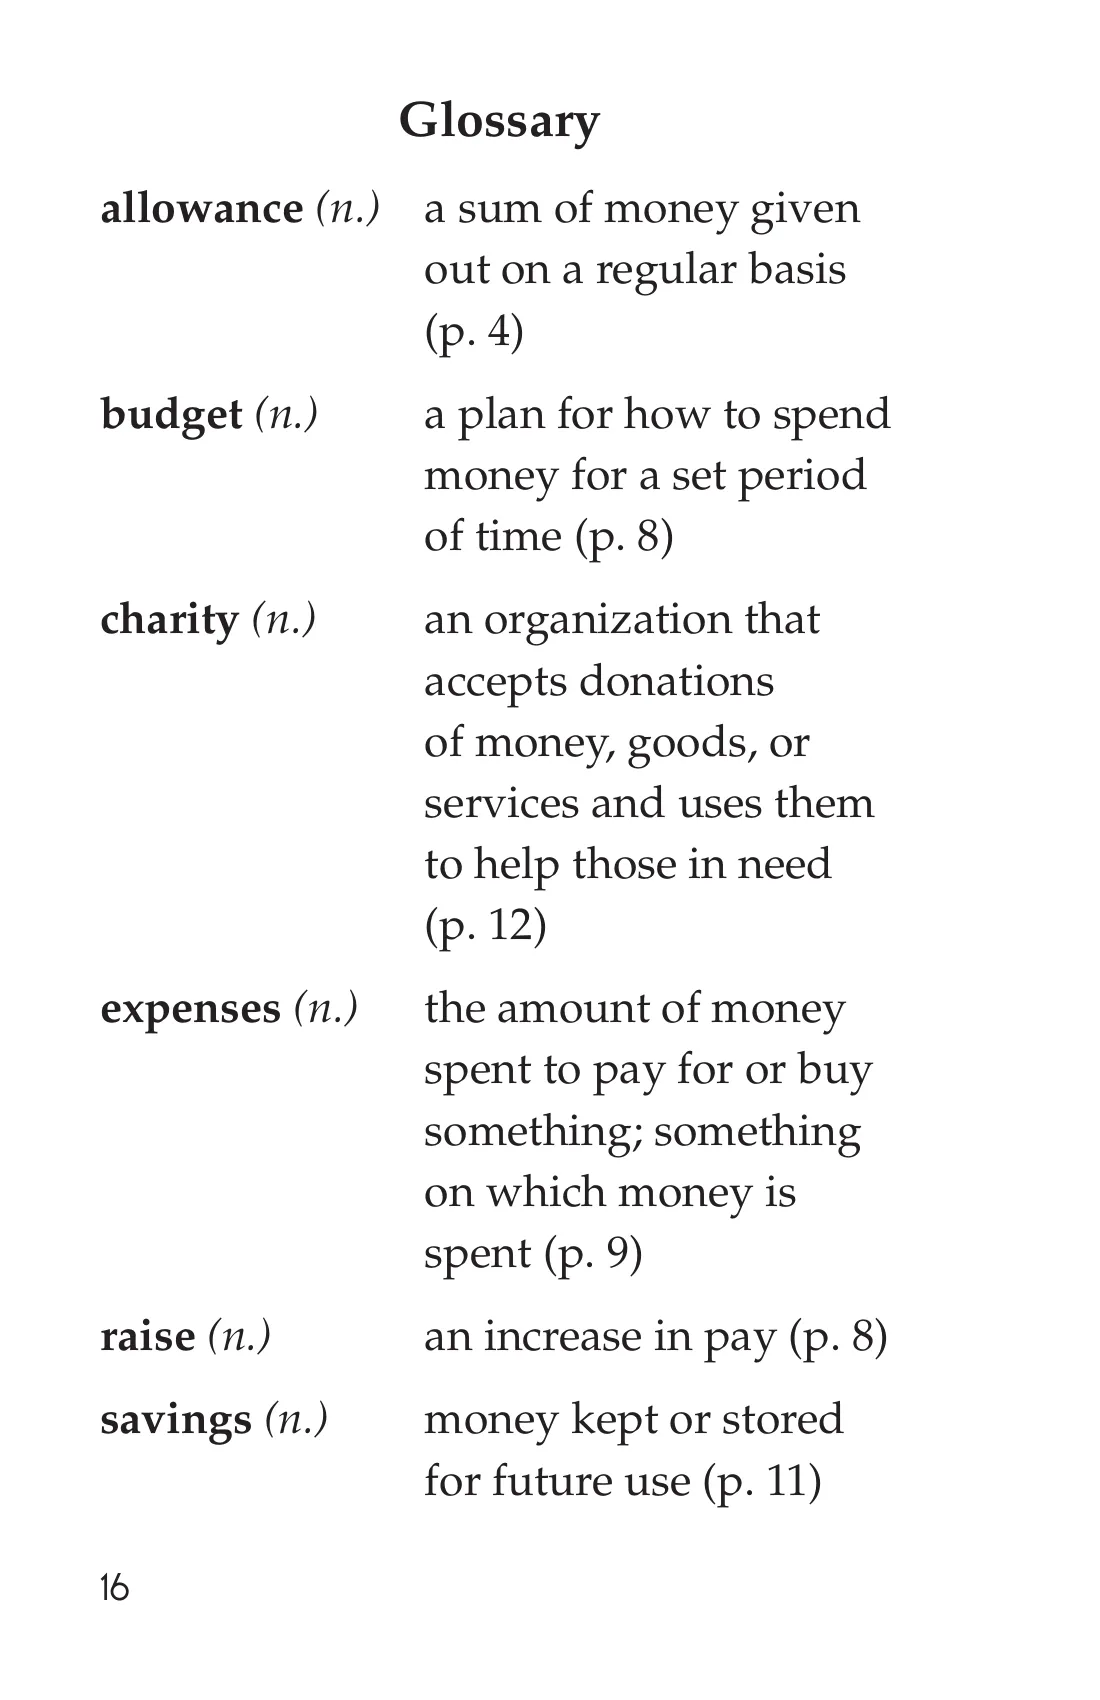 Glossary
allowance (n.) a sum of money given
out on a regular basis
(p. 4)
budget (n.) a plan for how to spend
money for a set period
of time (p. 8)
charity (n.) an organization that
accepts donations
of money, goods, or
services and uses them
to help those in need
(p. 12)
expenses (n.) the amount of money
spent to pay for or buy
something; something
on which money is
spent (p. 9)
raise (n.) an increase in pay (p. 8)
savings (n.) money kept or stored
for future use (p. 11)
16